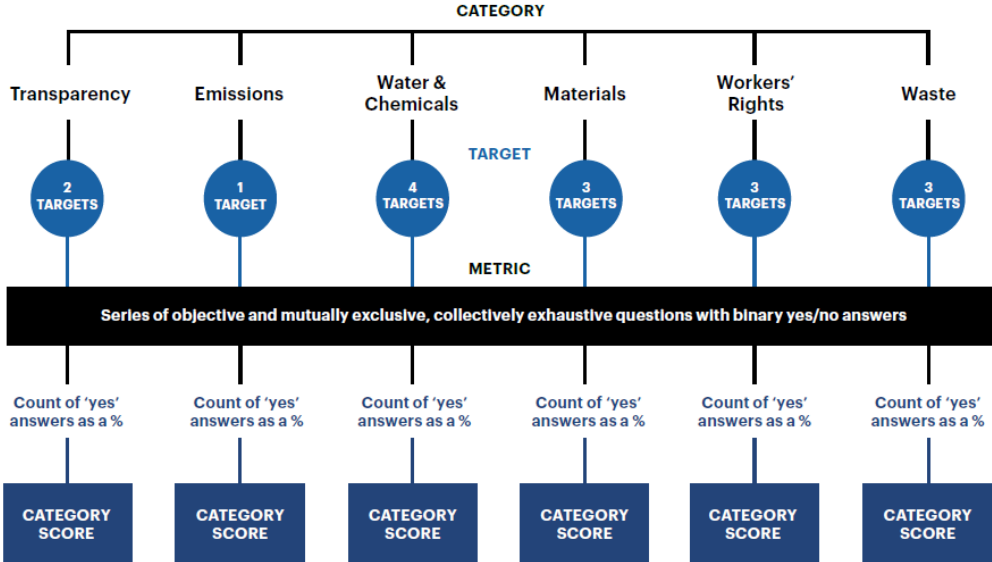 CATEGORY
Transparency
Emissions
Water &
Chemicals
Materials
Workers’
Rights
Waste
TARGET
2
TARGETS
1
TARGET
4
TARGETS
3
TARGETS
3
TARGETS
3
TARGETS
METRIC
Series of objective and mutually exclusive, collectively exhaustive questions with binary yes/no answers
Count of ‘yes’
answers as a %
Count of ‘yes’
answers as a %
Count of ‘yes’
answers as a %
Count of ‘yes’
answers as a %
Count of ‘yes’
answers as a %
Count of ‘yes’
answers as a %
CATEGORY
SCORE
CATEGORY
SCORE
CATEGORY
SCORE
CATEGORY
SCORE
CATEGORY
SCORE
CATEGORY
SCORE